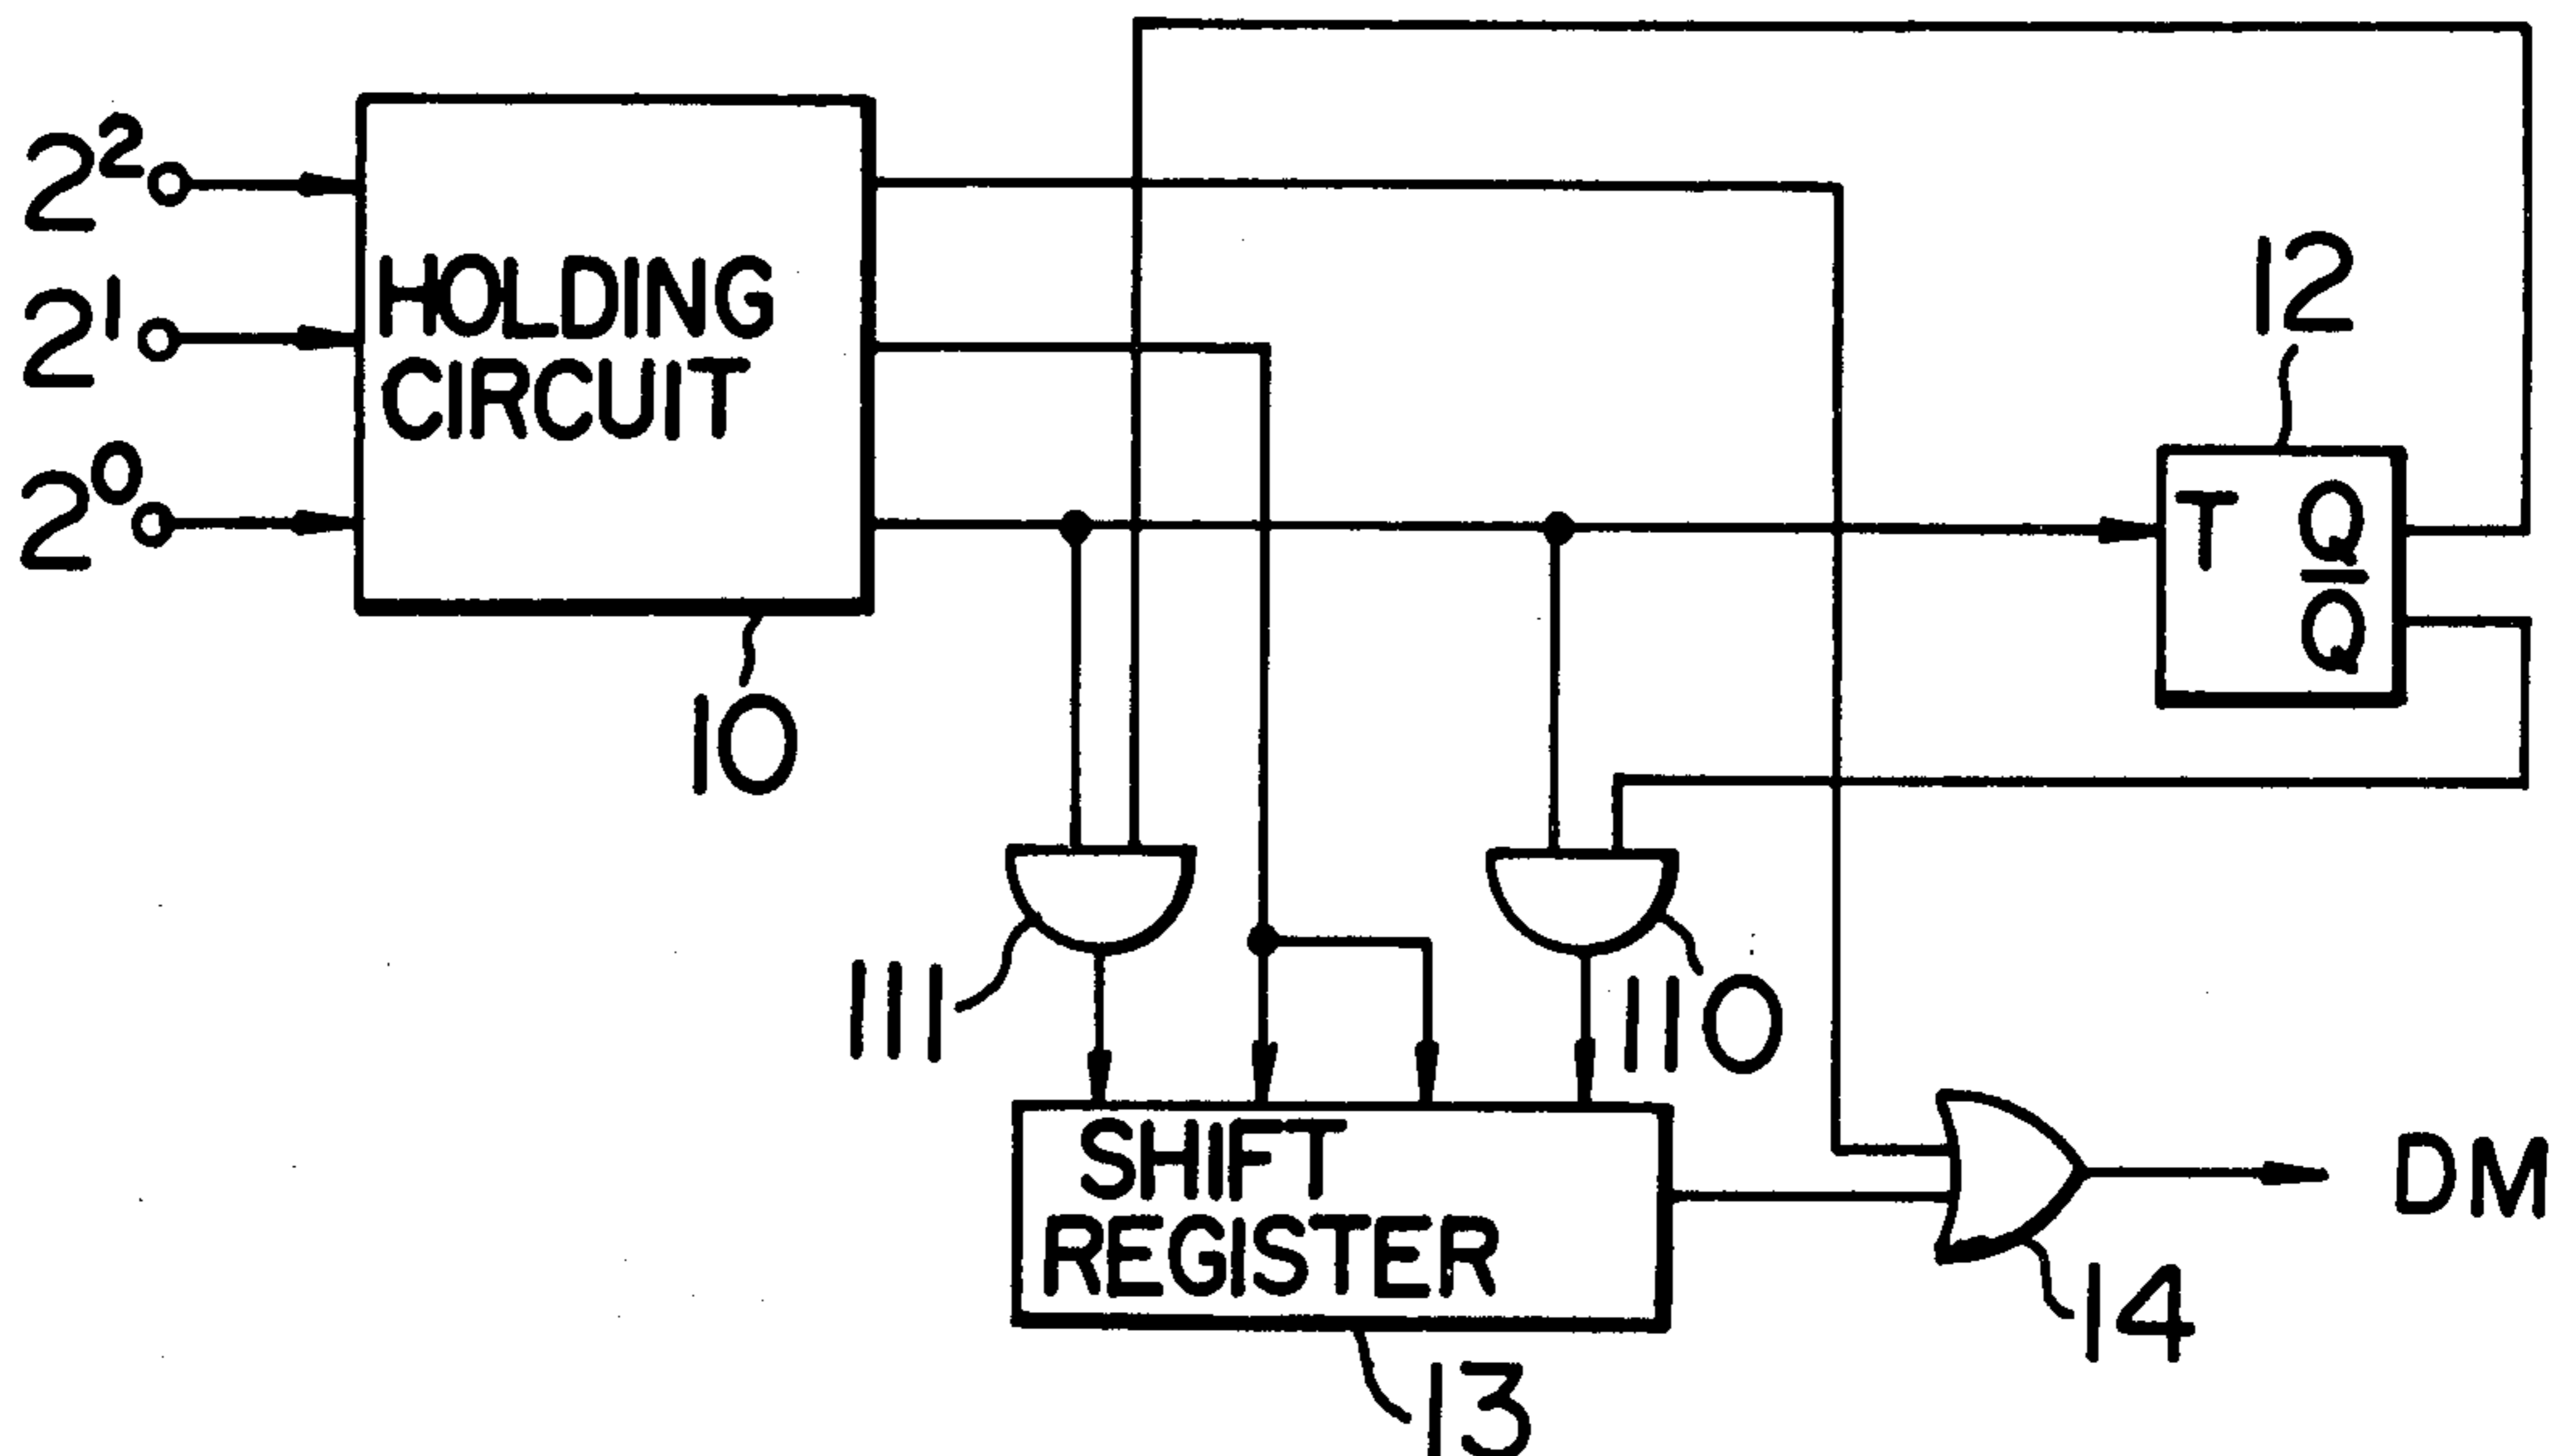 2²
2¹
2⁰
HOLDING
CIRCUIT
10
12
T Q
Q̅
111
110
SHIFT
REGISTER
13
14
DM